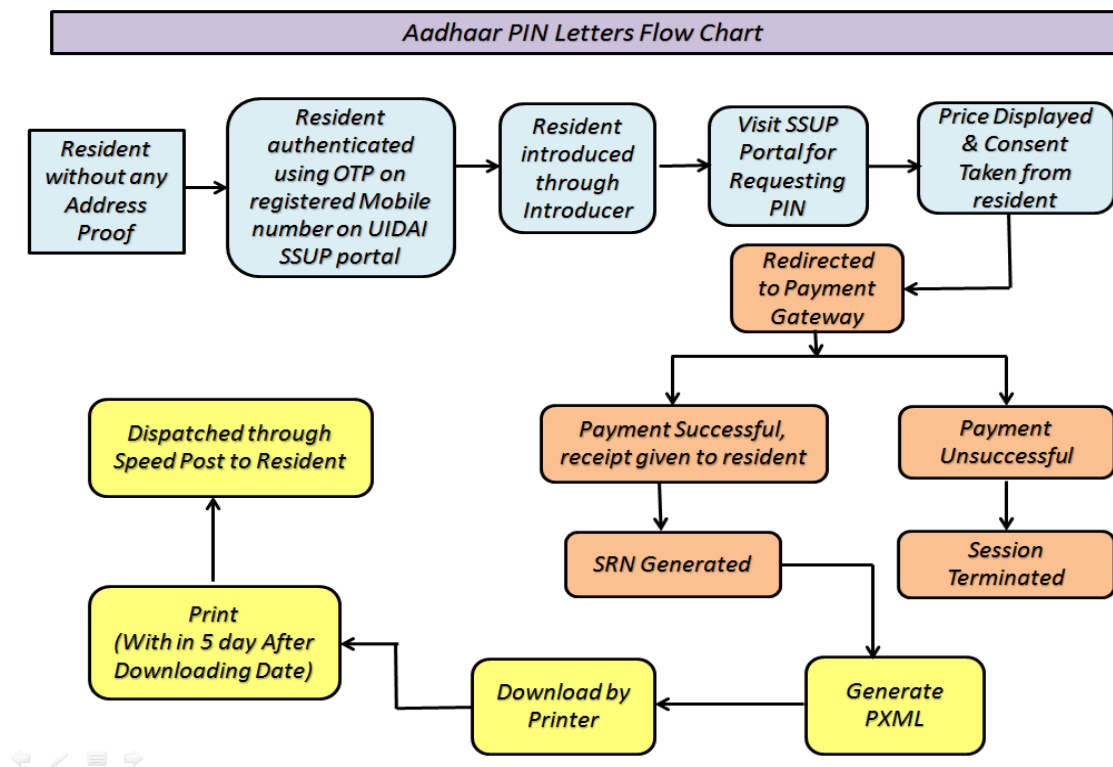 Aadhaar PIN Letters Flow Chart
Resident
without any
Address
Proof
Resident
authenticated
using OTP on
registered Mobile
number on UIDAI
SSUP portal
Resident
introduced
through
Introducer
Visit SSUP
Portal for
Requesting
PIN
Price Displayed
& Consent
Taken from
resident
Redirected
to Payment
Gateway
Payment Successful,
receipt given to resident
Payment
Unsuccessful
SRN Generated
Session
Terminated
Generate
PXML
Download by
Printer
Print
(With in 5 day After
Downloading Date)
Dispatched through
Speed Post to Resident